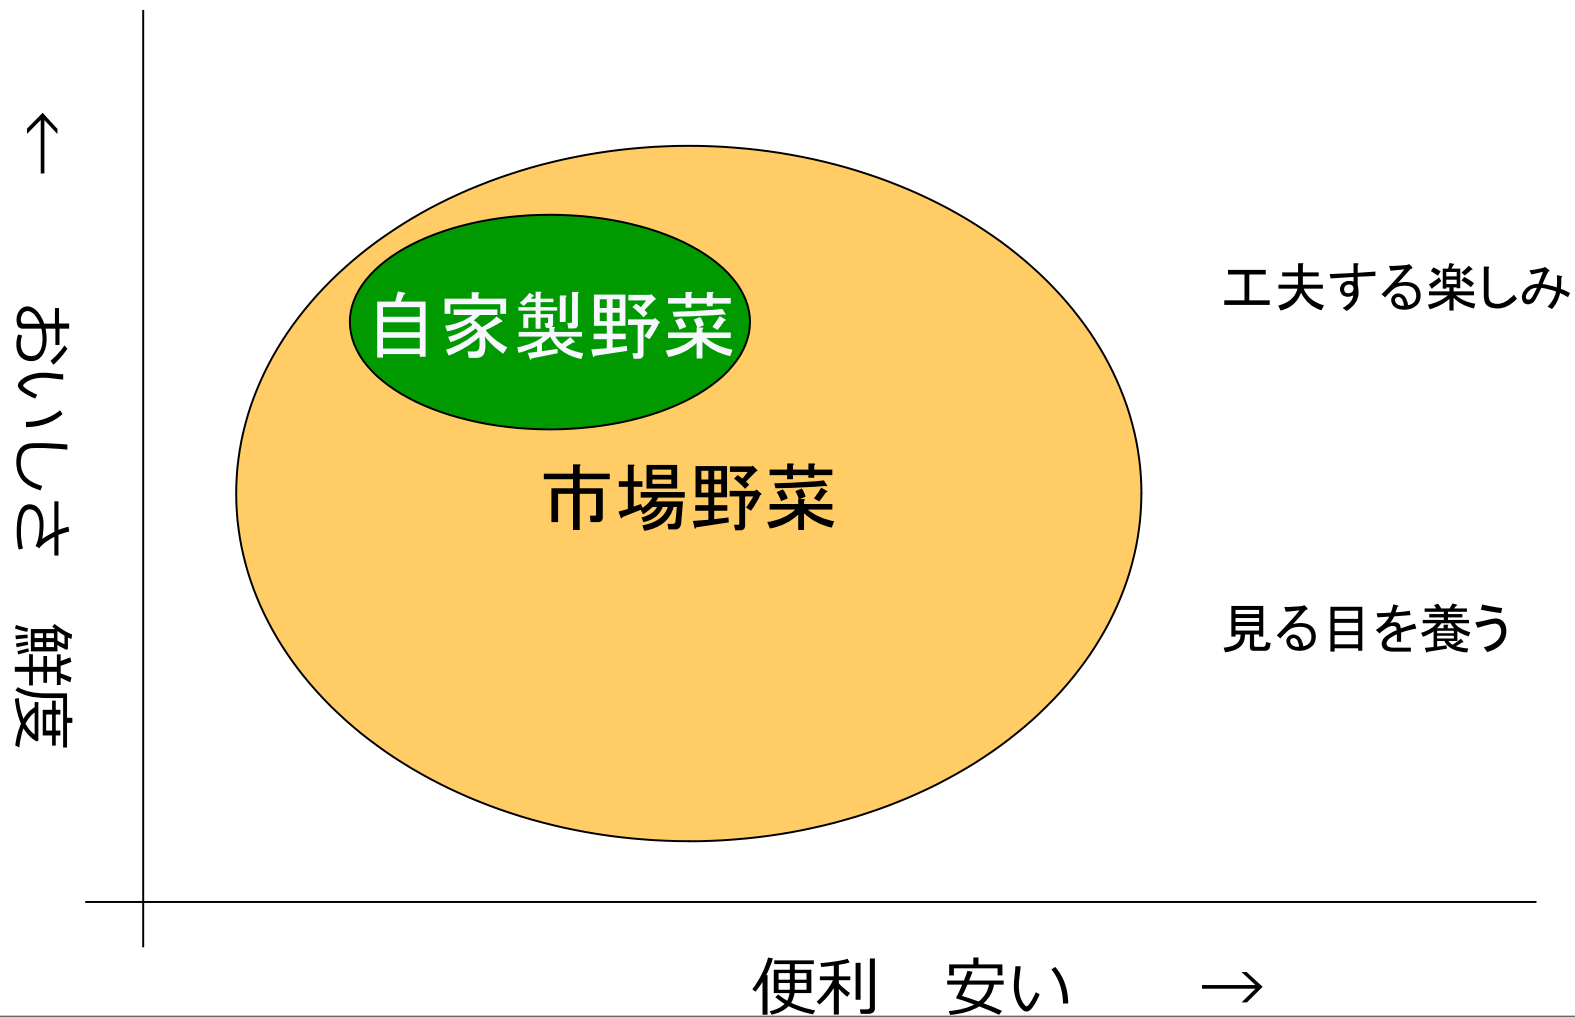 ↑
おいしさ　鮮度
自家製野菜
市場野菜
工夫する楽しみ
見る目を養う
便利　安い　→